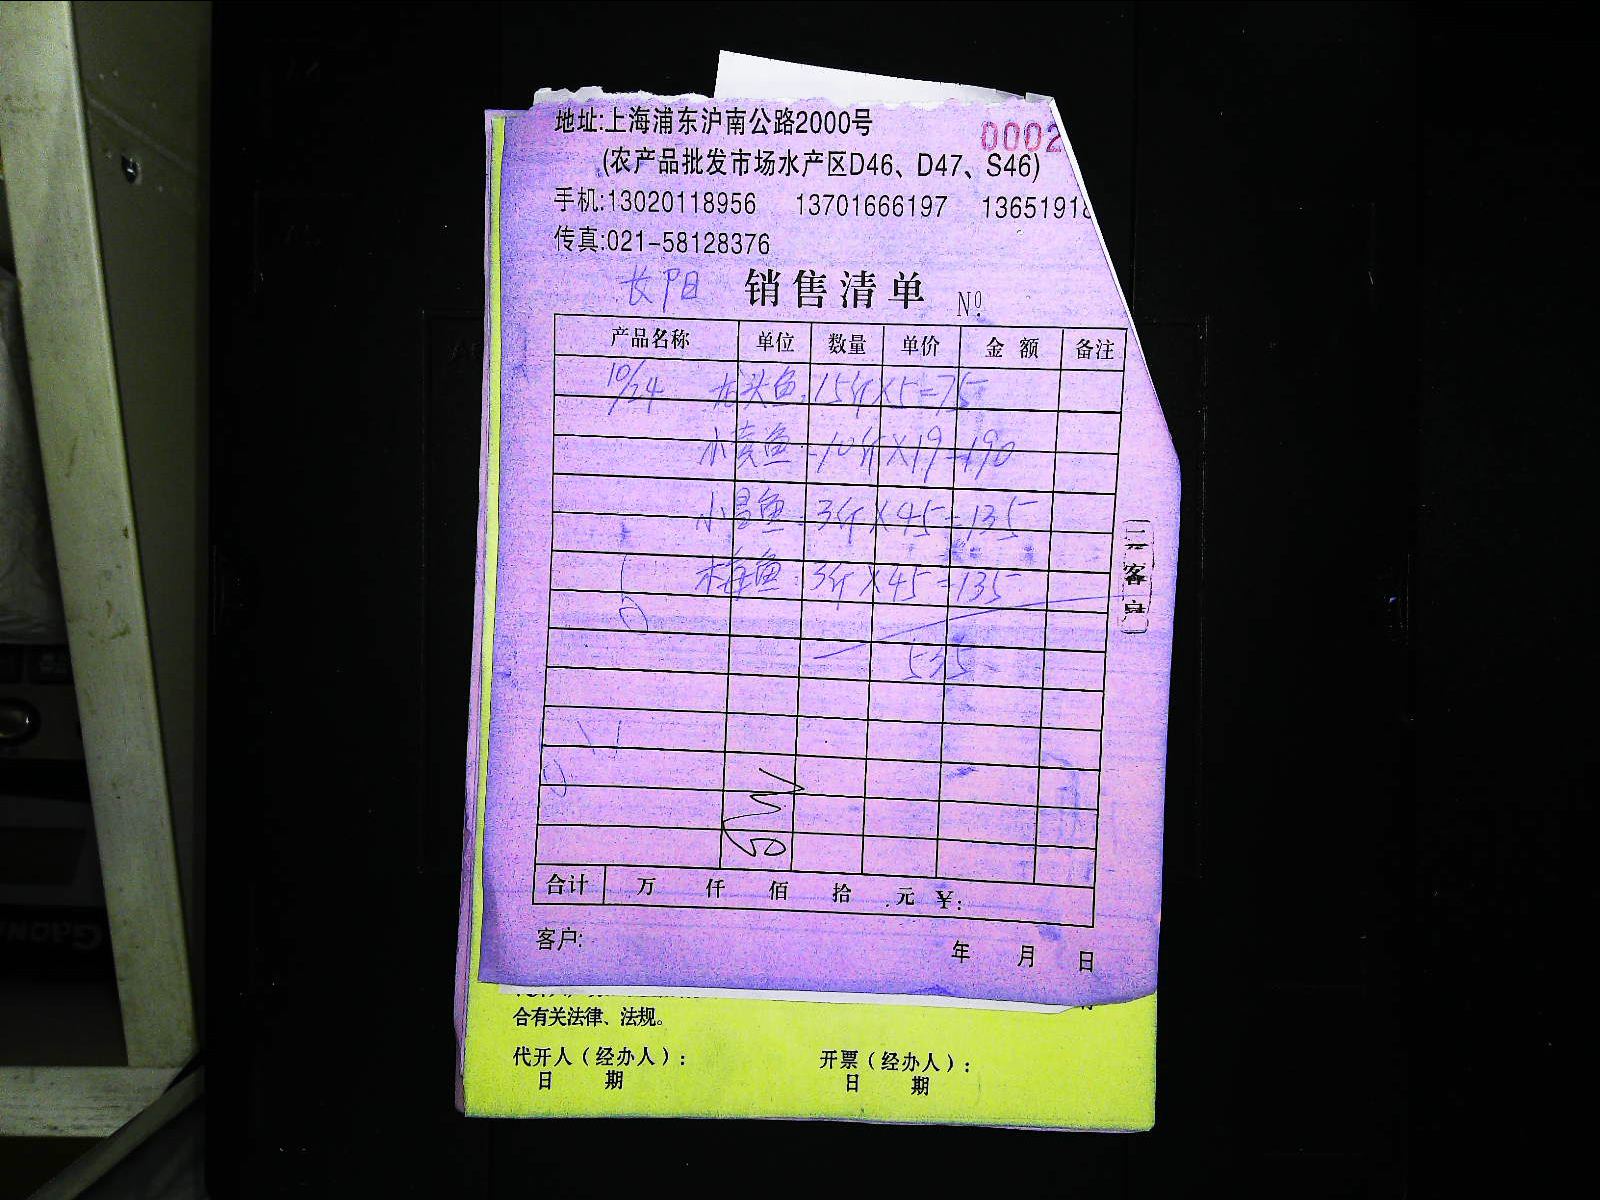 地址:上海浦东沪南公路2000号
0002
(农产品批发市场水产区D46、D47、S46)
手机:13020118956 13701666197 1365191
传真:021-58128376
长阳 销售清单 №
产品名称 单位 数量 单价 金额 备注
10/24 龙头鱼: 15斤×5=75
小黄鱼: 10斤×19=190
小昌鱼: 3斤×45=135
梅鱼: 3斤×45=135
535
二客户
合计 万 仟 佰 拾 元 ¥:
客户: 年 月 日
合有关法律、法规。
代开人(经办人): 开票(经办人):
日 期 日 期